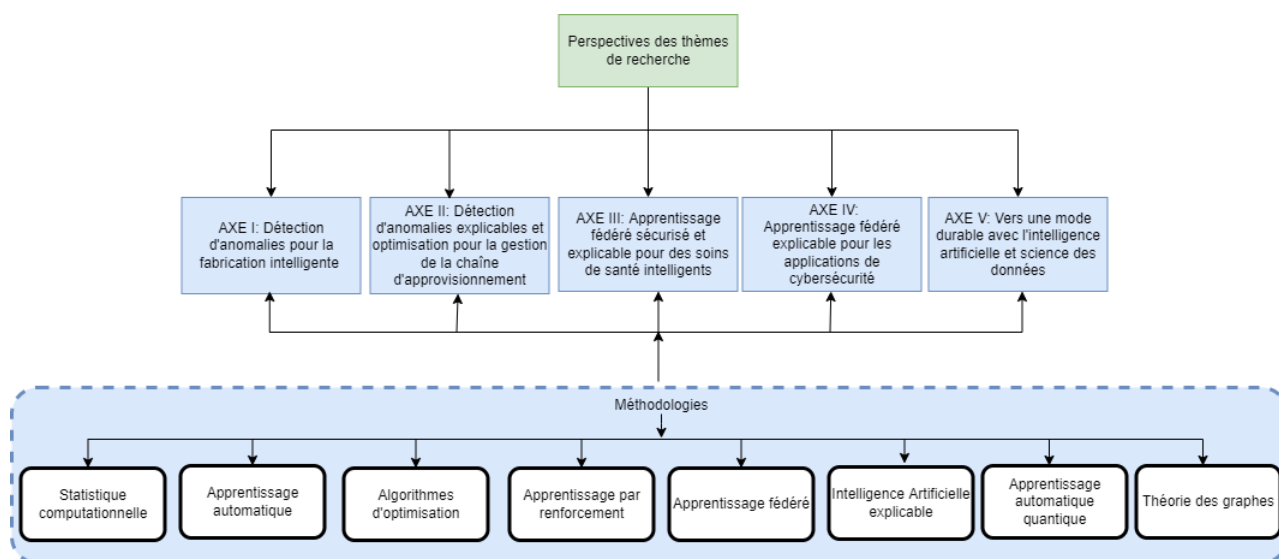 Perspectives des thèmes
de recherche
AXE I: Détection
d'anomalies pour la
fabrication intelligente
AXE II: Détection
d'anomalies explicables et
optimisation pour la gestion
de la chaîne
d'approvisionnement
AXE III: Apprentissage
fédéré sécurisé et
explicable pour des soins
de santé intelligents
AXE IV:
Apprentissage fédéré
explicable pour les
applications de
cybersécurité
AXE V: Vers une mode
durable avec l'intelligence
artificielle et science des
données
Méthodologies
Statistique
computationnelle
Apprentissage
automatique
Algorithmes
d'optimisation
Apprentissage par
renforcement
Apprentissage fédéré
Intelligence Artificielle
explicable
Apprentissage
automatique
quantique
Théorie des graphes